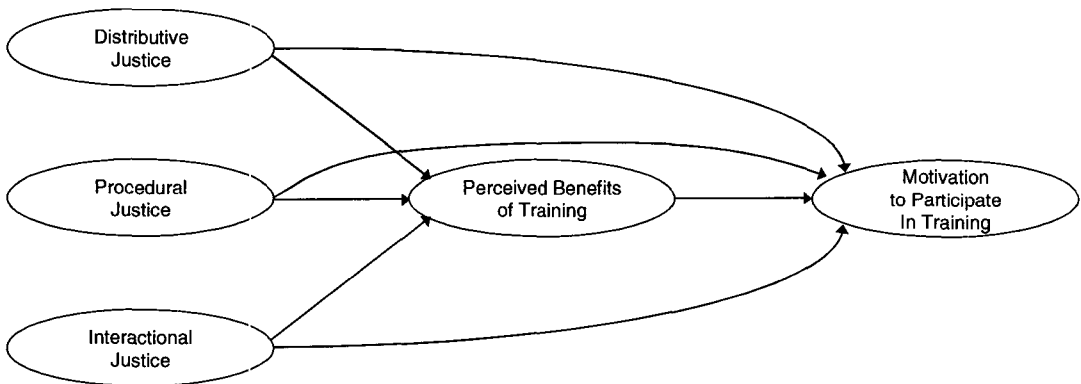 Distributive
Justice
Procedural
Justice
Perceived Benefits
of Training
Motivation
to Participate
In Training
Interactional
Justice